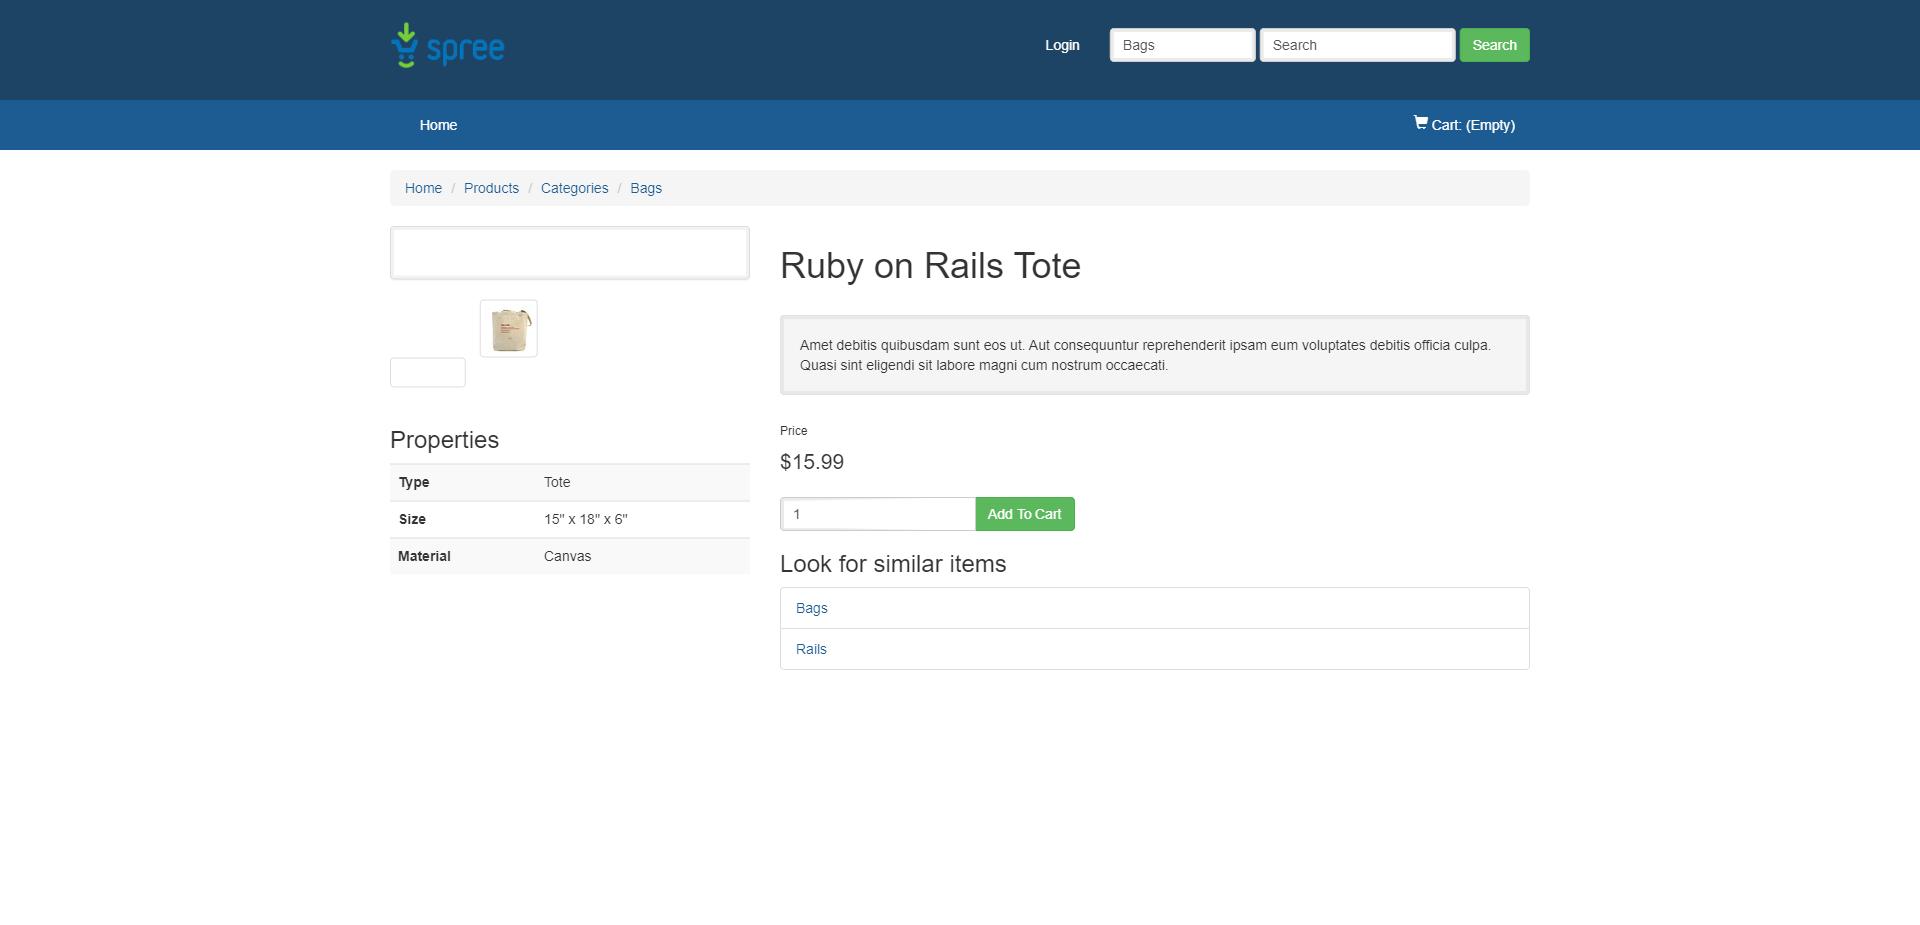 spree
Login
Bags
Search
Search
Home
Cart: (Empty)
Home / Products / Categories / Bags
Ruby on Rails Tote
Amet debitis quibusdam sunt eos ut. Aut consequuntur reprehenderit ipsam eum voluptates debitis officia culpa.
Quasi sint eligendi sit labore magni cum nostrum occaecati.
Price
$15.99
1
Add To Cart
Properties
Type Tote
Size 15" x 18" x 6"
Material Canvas
Look for similar items
Bags
Rails